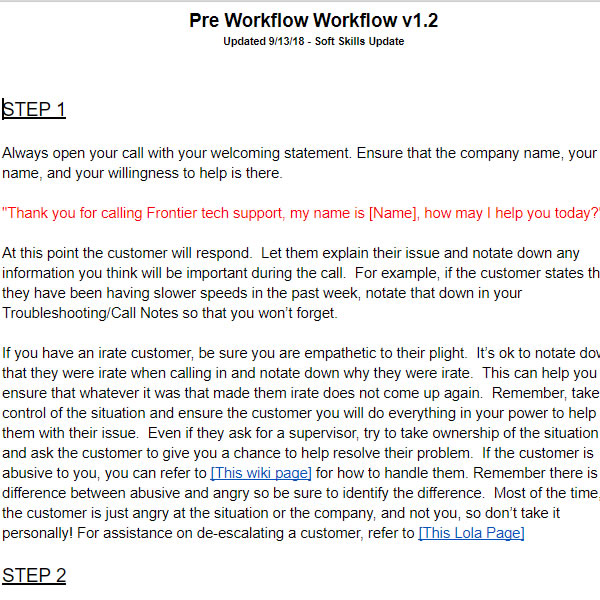 Pre Workflow Workflow v1.2
Updated 9/13/18 - Soft Skills Update
STEP 1
Always open your call with your welcoming statement. Ensure that the company name, your
name, and your willingness to help is there.
"Thank you for calling Frontier tech support, my name is [Name], how may I help you today?"
At this point the customer will respond.  Let them explain their issue and notate down any
information you think will be important during the call.  For example, if the customer states th
they have been having slower speeds in the past week, notate that down in your
Troubleshooting/Call Notes so that you won’t forget.
If you have an irate customer, be sure you are empathetic to their plight.  It’s ok to notate dow
that they were irate when calling in and notate down why they were irate.  This can help you
ensure that whatever it was that made them irate does not come up again.  Remember, take
control of the situation and ensure the customer you will do everything in your power to help
them with their issue.  Even if they ask for a supervisor, try to take ownership of the situation
and ask the customer to give you a chance to help resolve their problem.  If the customer is
abusive to you, you can refer to [This wiki page] for how to handle them. Remember there is
difference between abusive and angry so be sure to identify the difference.  Most of the time,
the customer is just angry at the situation or the company, and not you, so don’t take it
personally! For assistance on de-escalating a customer, refer to [This Lola Page]
STEP 2